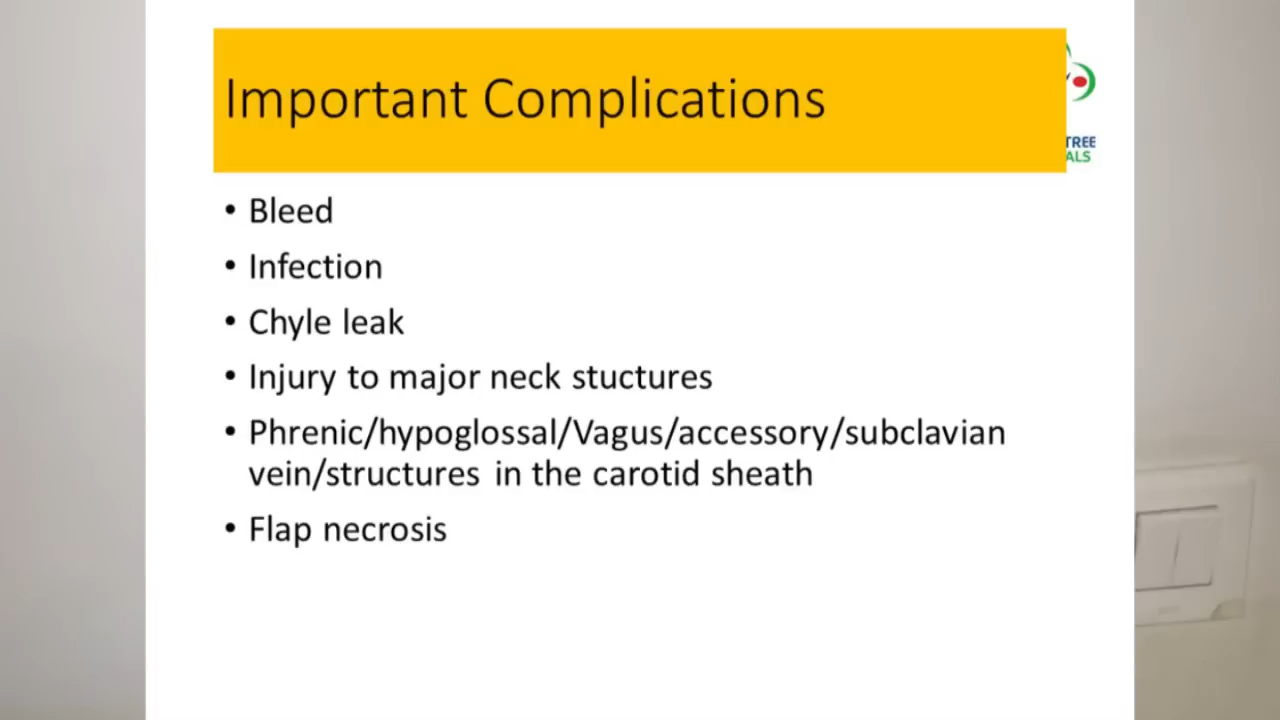 Important Complications
TREE
ALS
• Bleed
• Infection
• Chyle leak
• Injury to major neck stuctures
• Phrenic/hypoglossal/Vagus/accessory/subclavian
vein/structures in the carotid sheath
• Flap necrosis